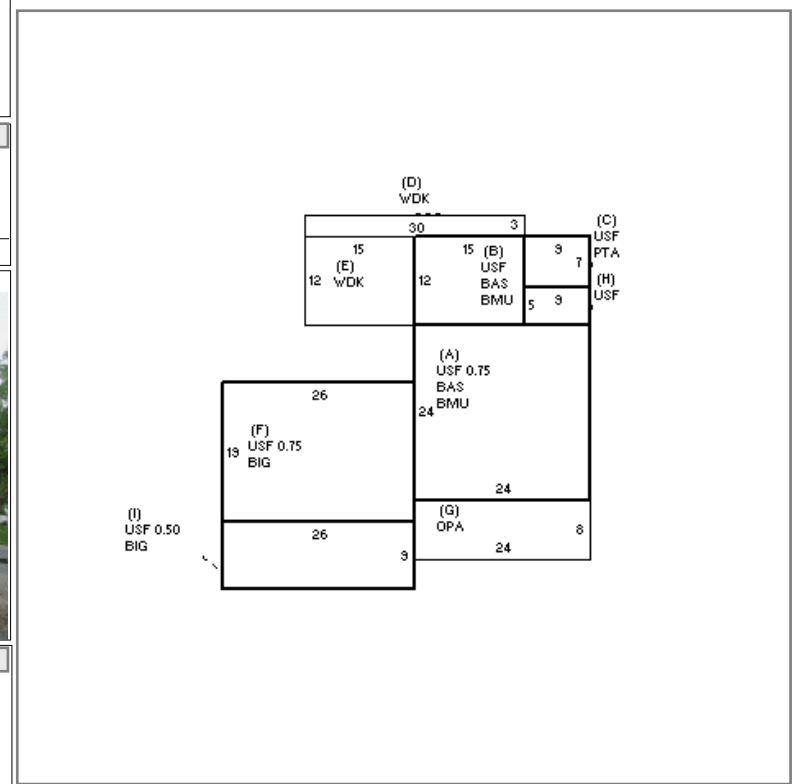 (D)
WDK
30
3
(C)
USF
PTA
15
(E)
WDK
12
15
(B)
USF
BAS
BMU
12
9
7
(H)
USF
5
9
(A)
USF 0.75
BAS
BMU
24
24
26
(F)
USF 0.75
BIG
19
(G)
OPA
8
24
(I)
USF 0.50
BIG
26
9